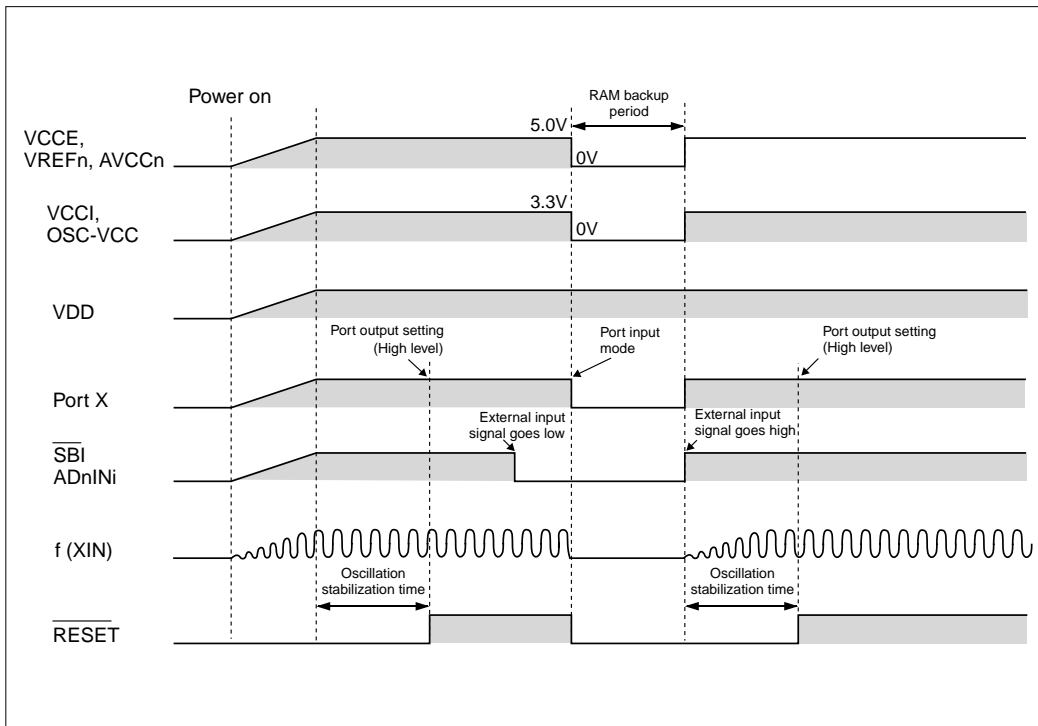 Power on
RAM backup
period
VCCE,
VREFn, AVCCn
5.0V
0V
VCCI,
OSC-VCC
3.3V
0V
VDD
Port output setting
(High level)
Port input
mode
Port output setting
(High level)
Port X
External input
signal goes low
External input
signal goes high
SBI
ADnINi
f (XIN)
Oscillation
stabilization time
Oscillation
stabilization time
RESET